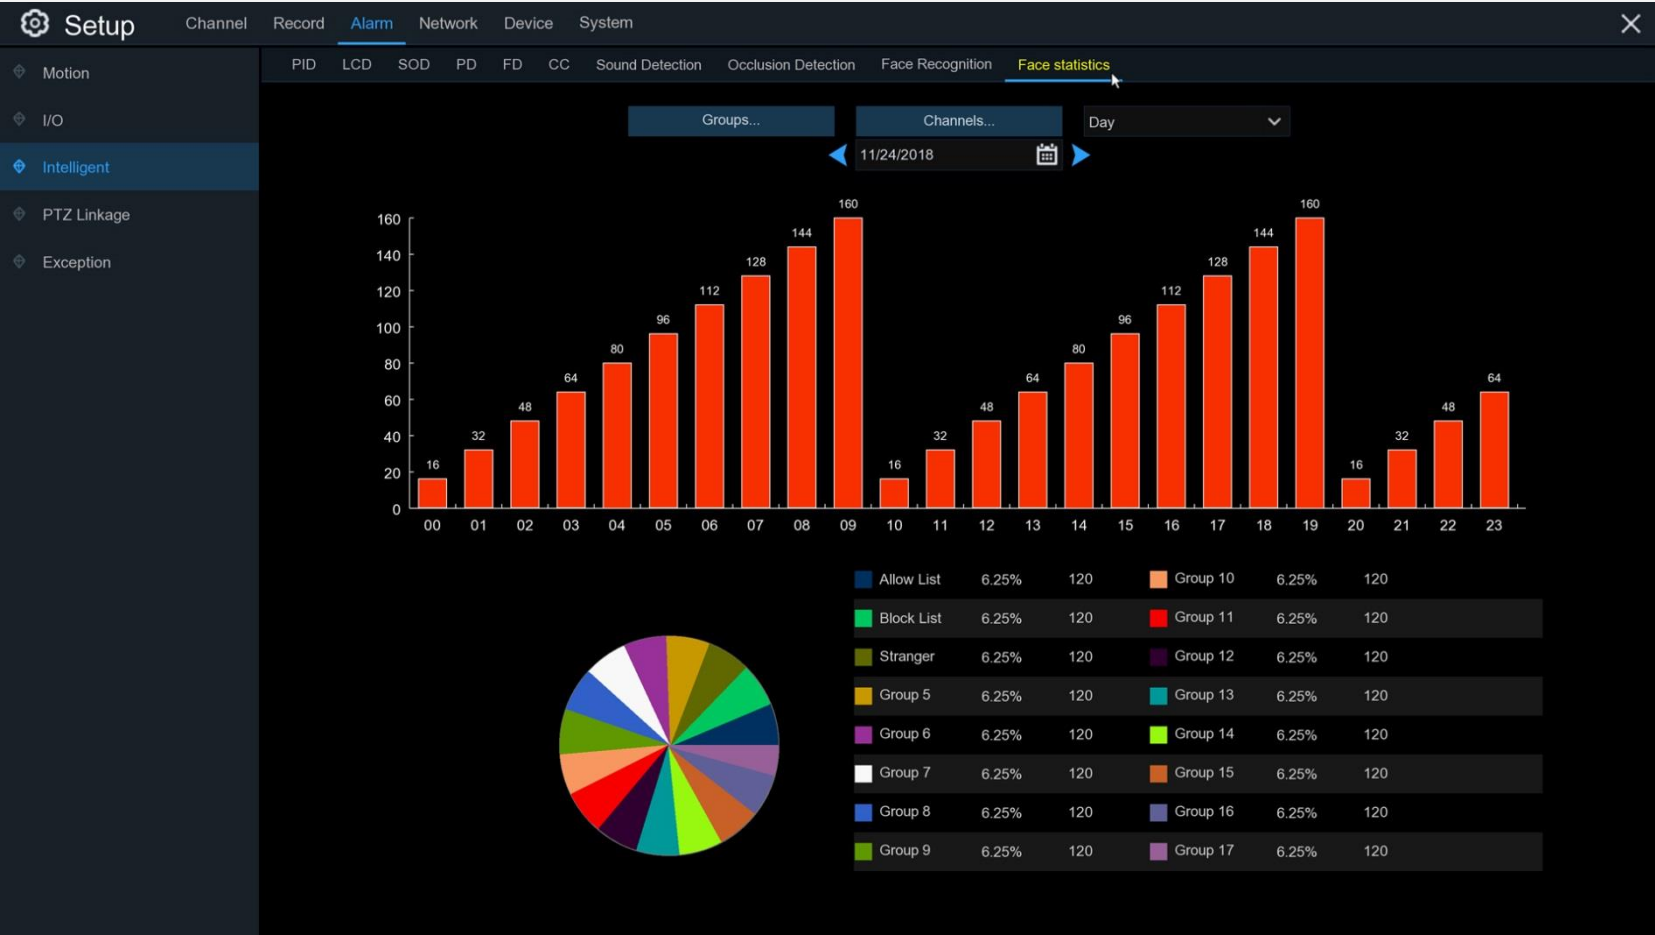 Setup Channel Record Alarm Network Device System
Motion
I/O
Intelligent
PTZ Linkage
Exception
PID LCD SOD PD FD CC Sound Detection Occlusion Detection Face Recognition Face statistics
Groups... Channels... Day
11/24/2018
160
140
120
100
80
60
40
20
0
16 32 48 64 80 96 112 128 144 160 16 32 48 64 80 96 112 128 144 160 16 32 48 64
00 01 02 03 04 05 06 07 08 09 10 11 12 13 14 15 16 17 18 19 20 21 22 23
Allow List 6.25% 120 Group 10 6.25% 120
Block List 6.25% 120 Group 11 6.25% 120
Stranger 6.25% 120 Group 12 6.25% 120
Group 5 6.25% 120 Group 13 6.25% 120
Group 6 6.25% 120 Group 14 6.25% 120
Group 7 6.25% 120 Group 15 6.25% 120
Group 8 6.25% 120 Group 16 6.25% 120
Group 9 6.25% 120 Group 17 6.25% 120